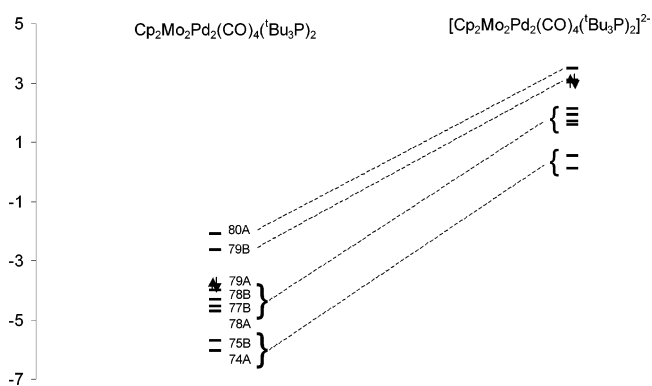 5
Cp₂Mo₂Pd₂(CO)₄(ᵗBu₃P)₂
[Cp₂Mo₂Pd₂(CO)₄(ᵗBu₃P)₂]²⁻
3
1
-1
80A
79B
-3
79A
78B
77B
-5
78A
75B
74A
-7